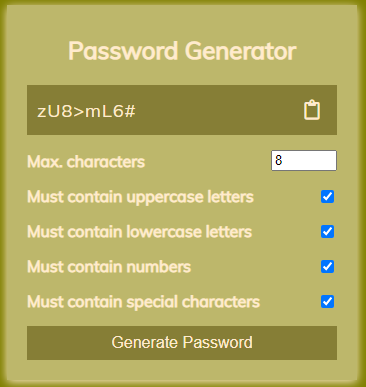 Password Generator
zU8>mL6#
Max. characters 8
Must contain uppercase letters
Must contain lowercase letters
Must contain numbers
Must contain special characters
Generate Password